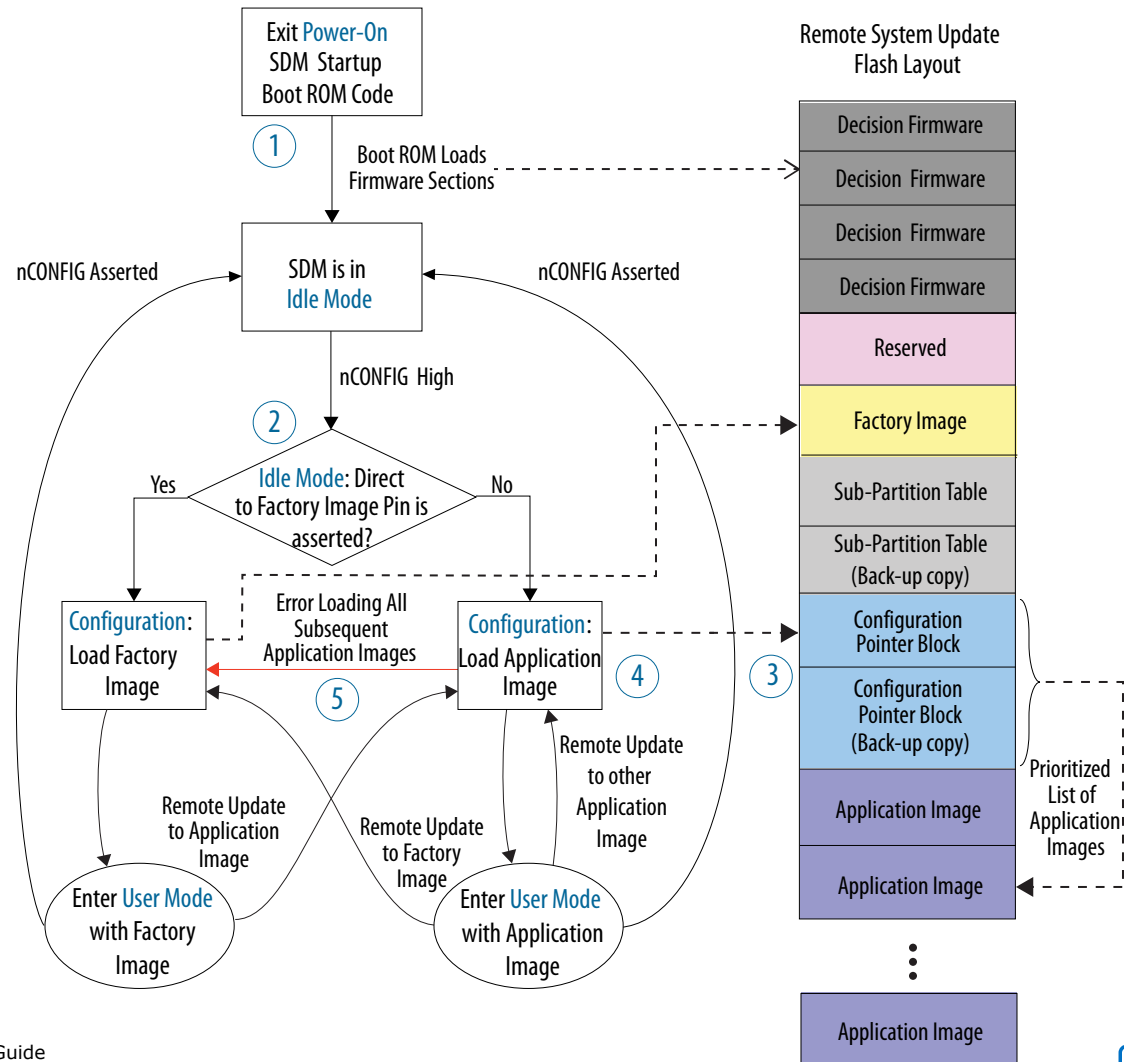 Exit Power-On
SDM Startup
Boot ROM Code
1
Boot ROM Loads
Firmware Sections
nCONFIG Asserted
SDM is in
Idle Mode
nCONFIG Asserted
nCONFIG High
2
Idle Mode: Direct
to Factory Image Pin is
asserted?
Yes
No
Configuration:
Load Factory
Image
Error Loading All
Subsequent
Application Images
5
Configuration:
Load Application
Image
4
3
Remote Update
to Application
Image
Remote Update
to Factory
Image
Remote Update
to other
Application
Image
Enter User Mode
with Factory
Image
Enter User Mode
with Application
Image
Remote System Update
Flash Layout
Decision Firmware
Decision Firmware
Decision Firmware
Decision Firmware
Reserved
Factory Image
Sub-Partition Table
Sub-Partition Table
(Back-up copy)
Configuration
Pointer Block
Configuration
Pointer Block
(Back-up copy)
Prioritized
List of
Application
Images
Application Image
Application Image
Application Image
Guide